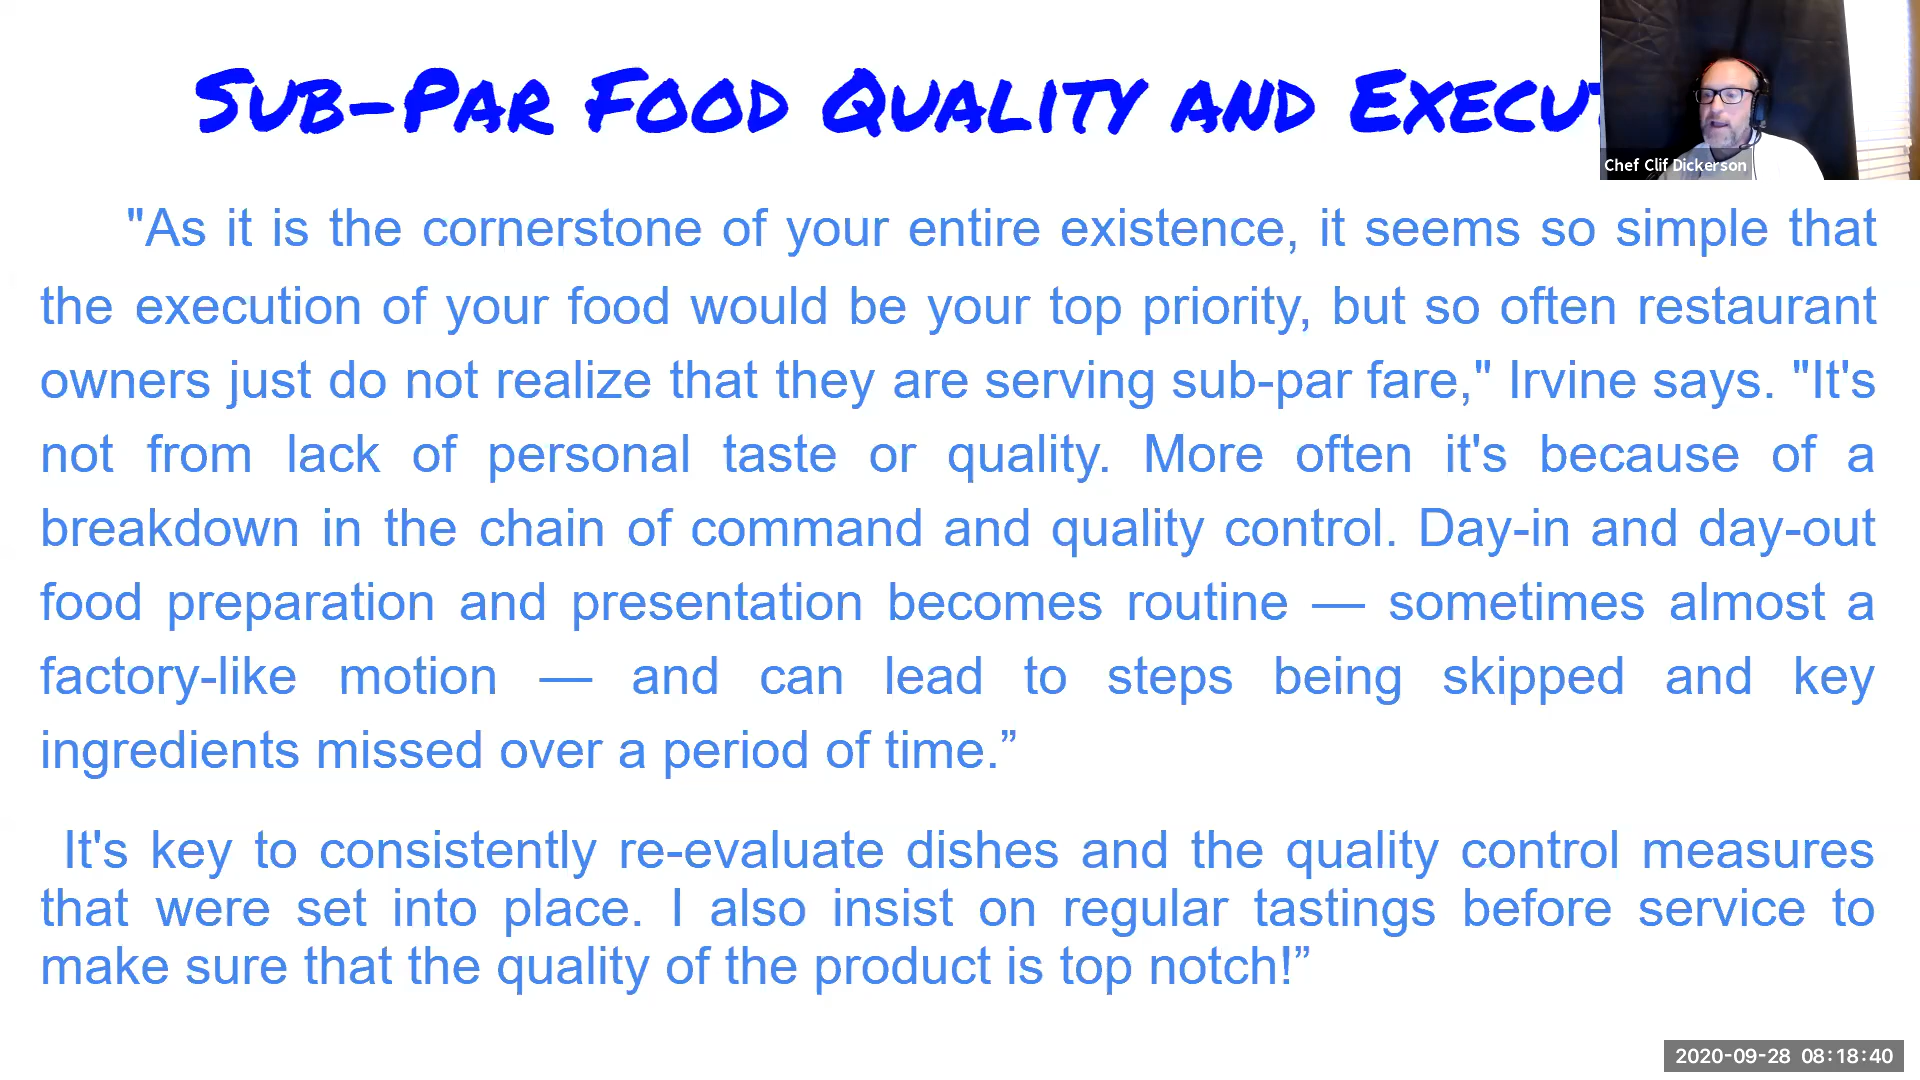 SUB-PAR FOOD QUALITY AND EXECUT
Chef Clif Dickerson
"As it is the cornerstone of your entire existence, it seems so simple that
the execution of your food would be your top priority, but so often restaurant
owners just do not realize that they are serving sub-par fare," Irvine says. "It's
not from lack of personal taste or quality. More often it's because of a
breakdown in the chain of command and quality control. Day-in and day-out
food preparation and presentation becomes routine — sometimes almost a
factory-like motion — and can lead to steps being skipped and key
ingredients missed over a period of time.”
It's key to consistently re-evaluate dishes and the quality control measures
that were set into place. I also insist on regular tastings before service to
make sure that the quality of the product is top notch!”
2020-09-28 08:18:40